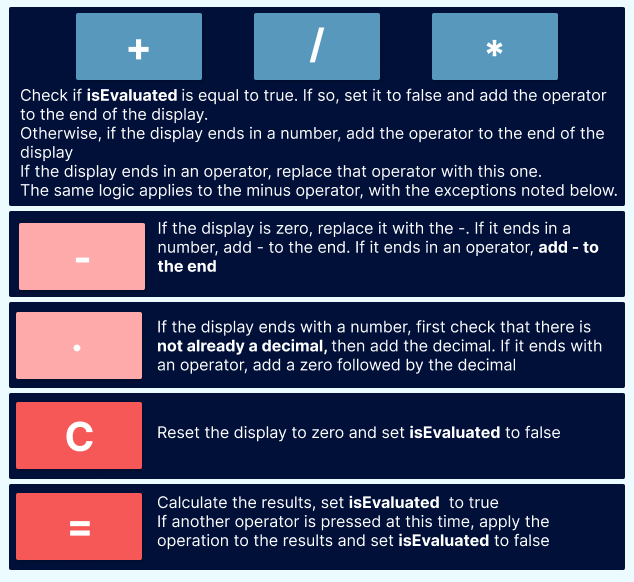 + / *
Check if isEvaluated is equal to true. If so, set it to false and add the operator
to the end of the display.
Otherwise, if the display ends in a number, add the operator to the end of the
display
If the display ends in an operator, replace that operator with this one.
The same logic applies to the minus operator, with the exceptions noted below.
-
If the display is zero, replace it with the -. If it ends in a
number, add - to the end. If it ends in an operator, add - to
the end
.
If the display ends with a number, first check that there is
not already a decimal, then add the decimal. If it ends with
an operator, add a zero followed by the decimal
C
Reset the display to zero and set isEvaluated to false
=
Calculate the results, set isEvaluated to true
If another operator is pressed at this time, apply the
operation to the results and set isEvaluated to false